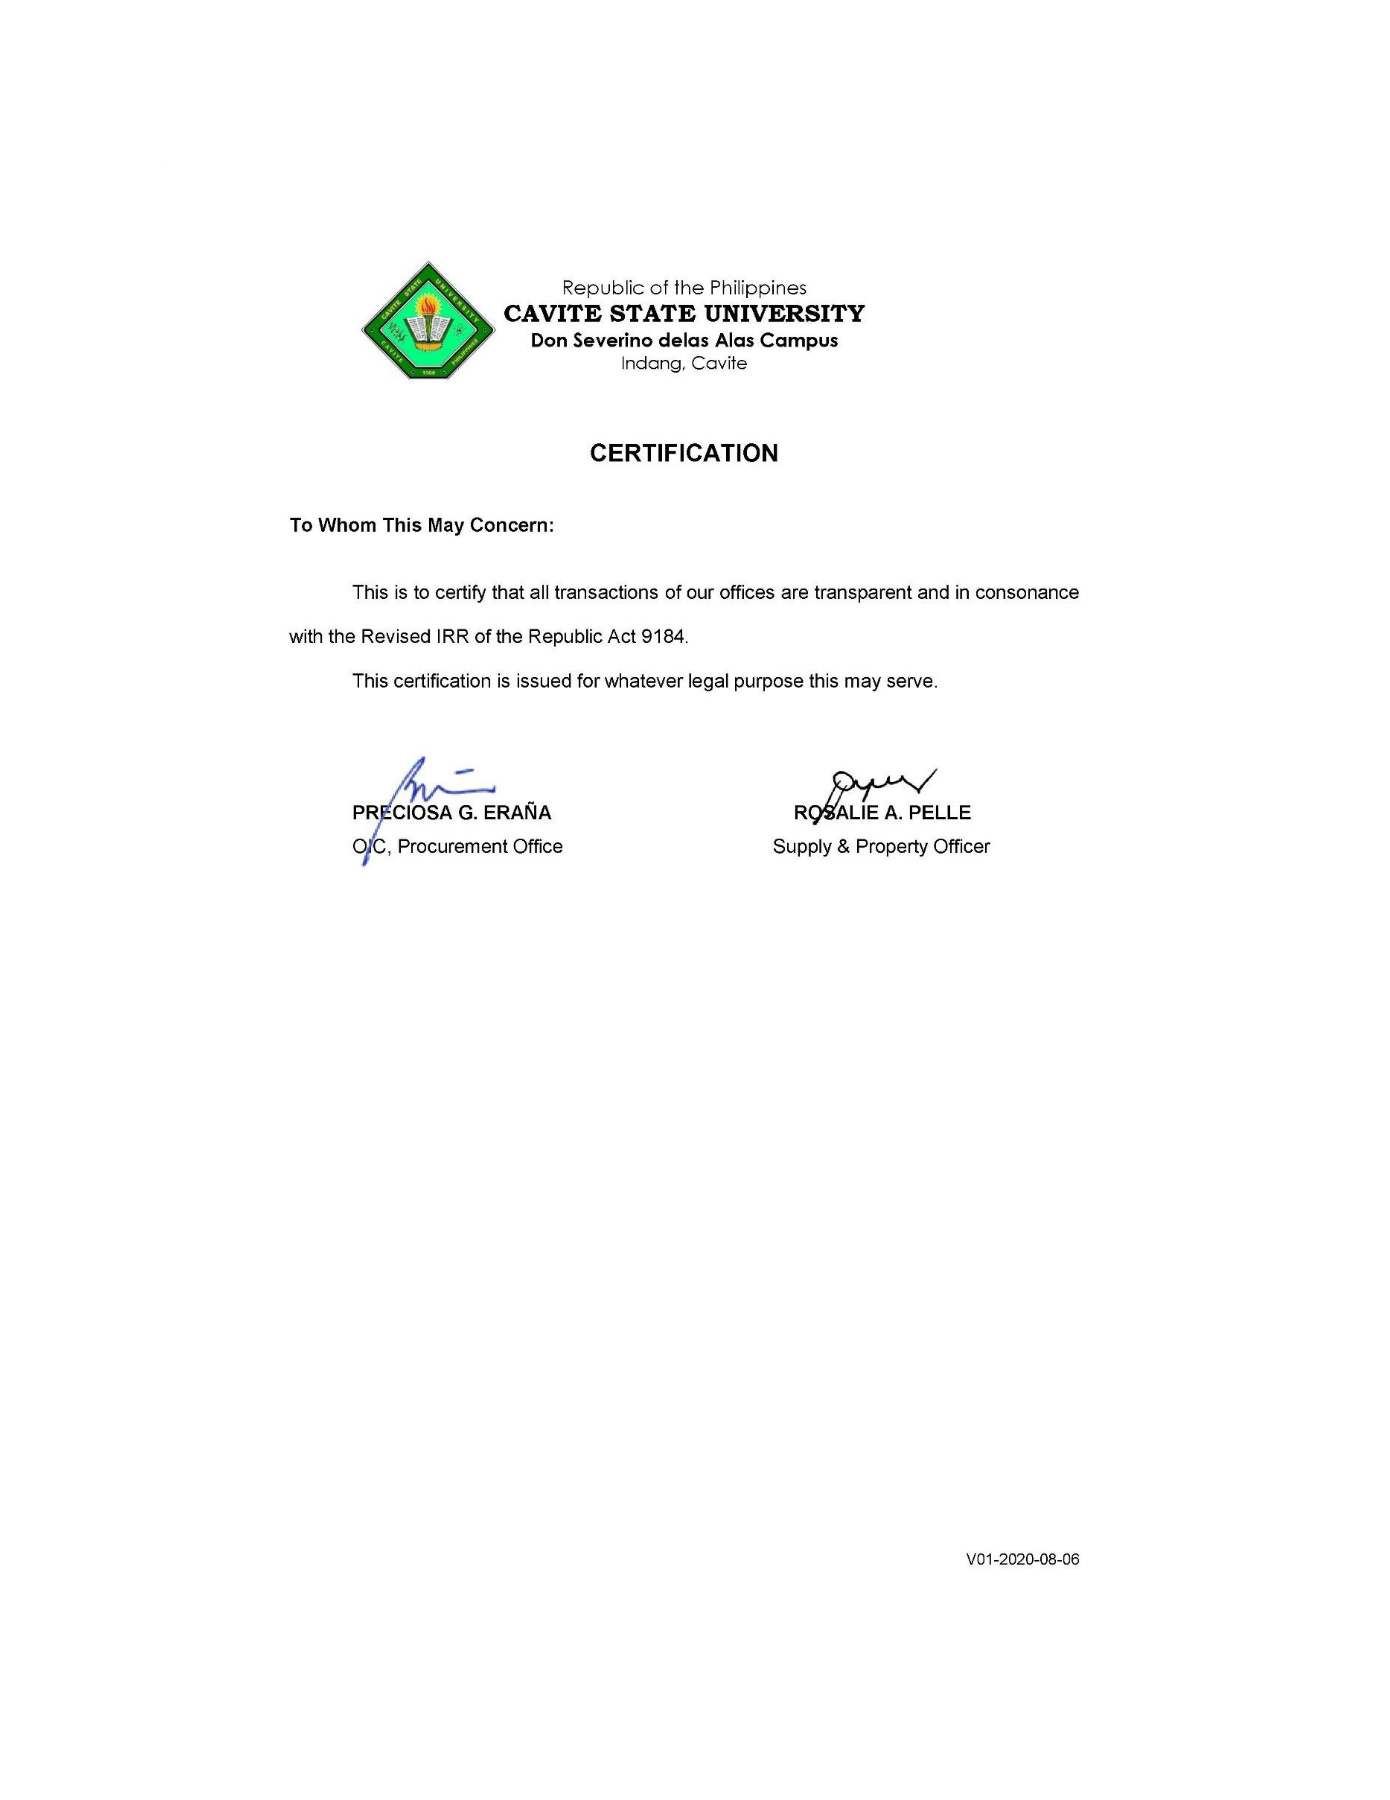 Republic of the Philippines
CAVITE STATE UNIVERSITY
Don Severino delas Alas Campus
Indang, Cavite
CAVITE STATE UNIVERSITY
CAVITE 1906 PHILIPPINES
CERTIFICATION
To Whom This May Concern:
This is to certify that all transactions of our offices are transparent and in consonance
with the Revised IRR of the Republic Act 9184.
This certification is issued for whatever legal purpose this may serve.
PRECIOSA G. ERAÑA
ROSALIE A. PELLE
OIC, Procurement Office
Supply & Property Officer
V01-2020-08-06